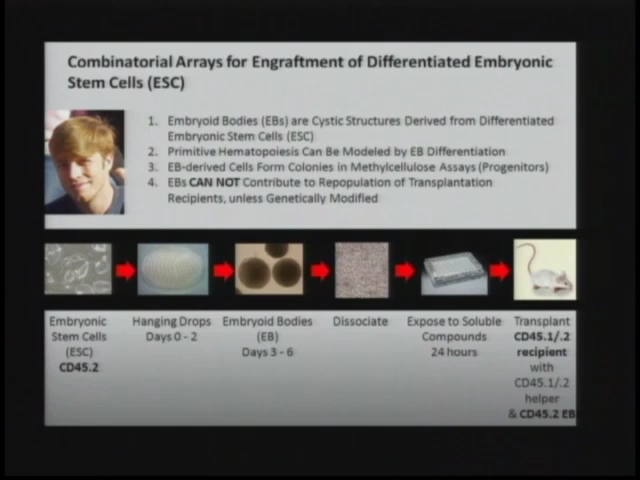 Combinatorial Arrays for Engraftment of Differentiated Embryonic
Stem Cells (ESC)
1. Embryoid Bodies (EBs) are Cystic Structures Derived from Differentiated
Embryonic Stem Cells (ESC)
2. Primitive Hematopoiesis Can Be Modeled by EB Differentiation
3. EB-derived Cells Form Colonies in Methylcellulose Assays (Progenitors)
4. EBs CAN NOT Contribute to Repopulation of Transplantation
Recipients, unless Genetically Modified
Embryonic
Stem Cells
(ESC)
CD45.2
Hanging Drops
Days 0 - 2
Embryoid Bodies
(EB)
Days 3 - 6
Dissociate
Expose to Soluble
Compounds
24 hours
Transplant
CD45.1/.2
recipient
with
CD45.1/.2
helper
& CD45.2 EB